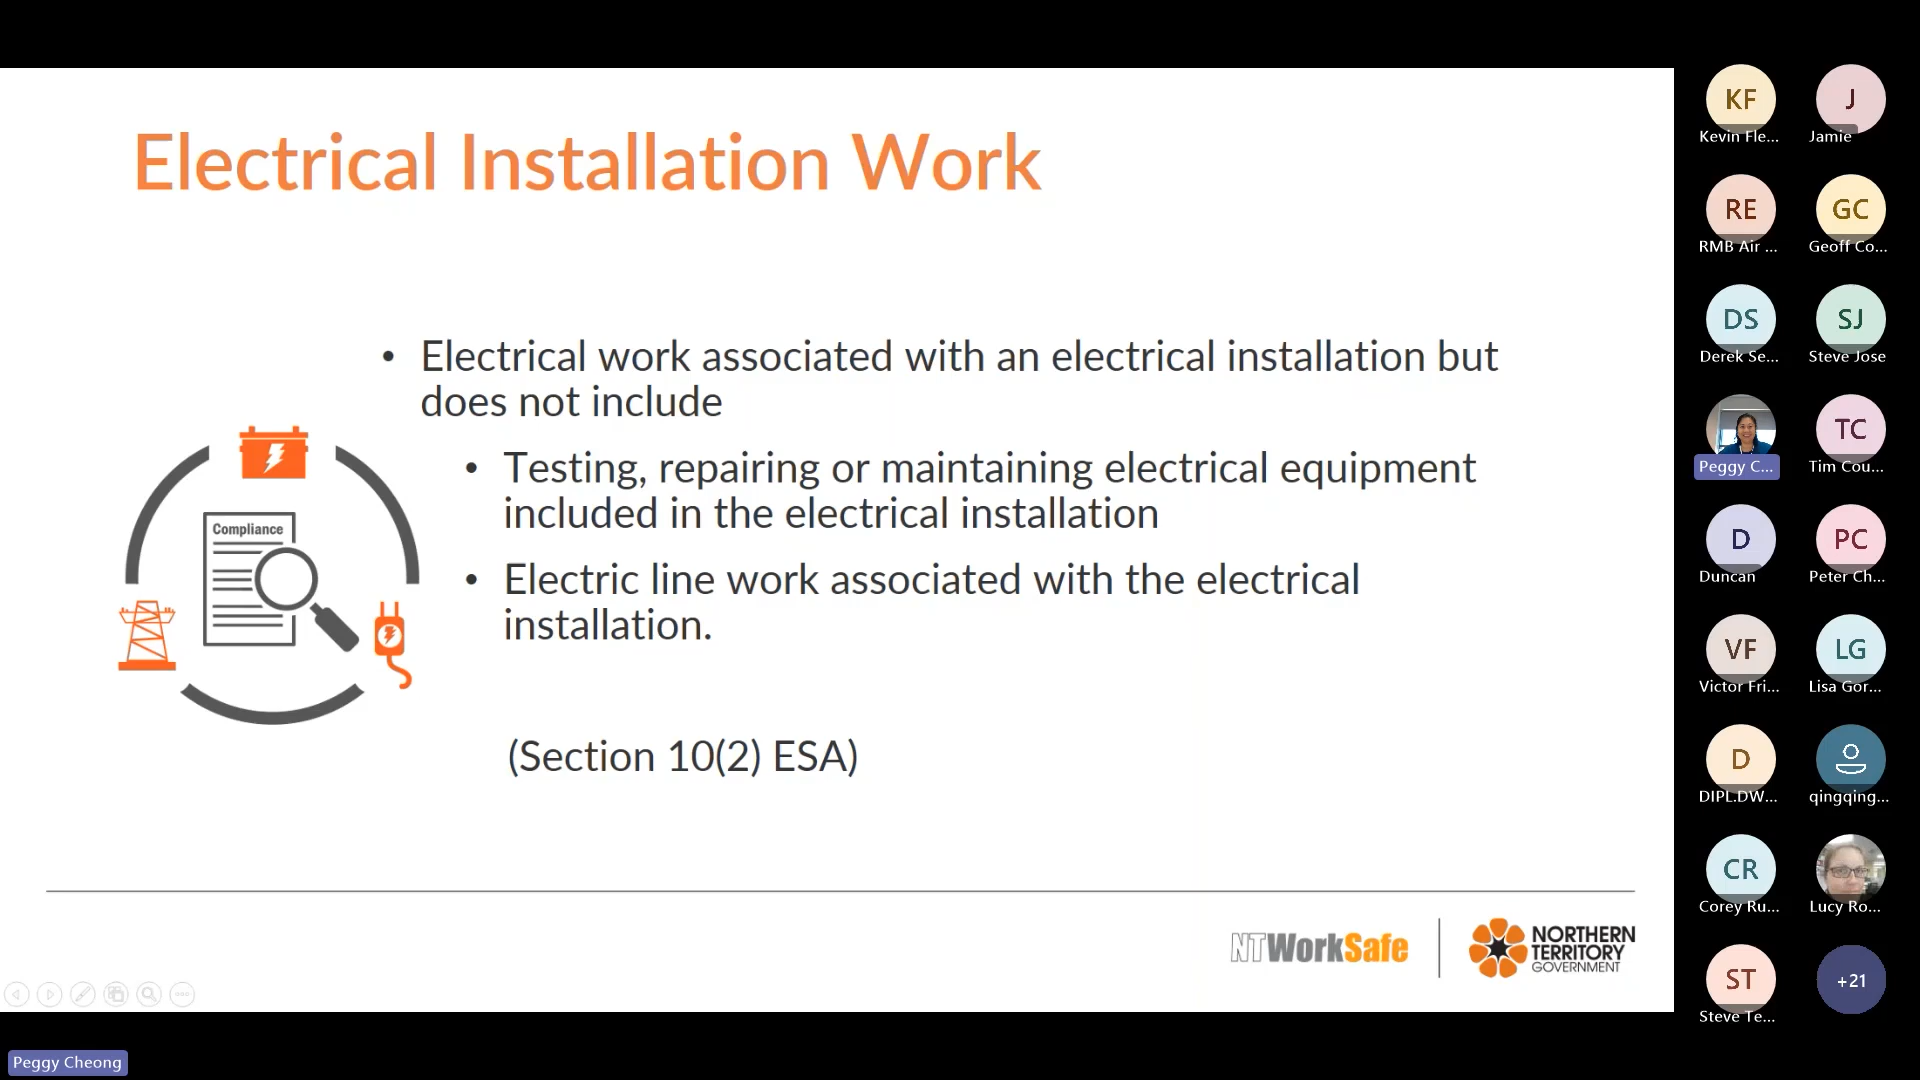 Electrical Installation Work
• Electrical work associated with an electrical installation but
does not include
• Testing, repairing or maintaining electrical equipment
included in the electrical installation
• Electric line work associated with the electrical
installation.
(Section 10(2) ESA)
Compliance
NTWorkSafe
NORTHERN
TERRITORY
GOVERNMENT
KF
Kevin Fle...
J
Jamie
RE
RMB Air ...
GC
Geoff Co...
DS
Derek Se...
SJ
Steve Jose
Peggy C...
TC
Tim Cou...
D
Duncan
PC
Peter Ch...
VF
Victor Fri...
LG
Lisa Gor...
D
DIPL.DW...
qingqing...
CR
Corey Ru...
Lucy Ro...
ST
Steve Te...
+21
Peggy Cheong